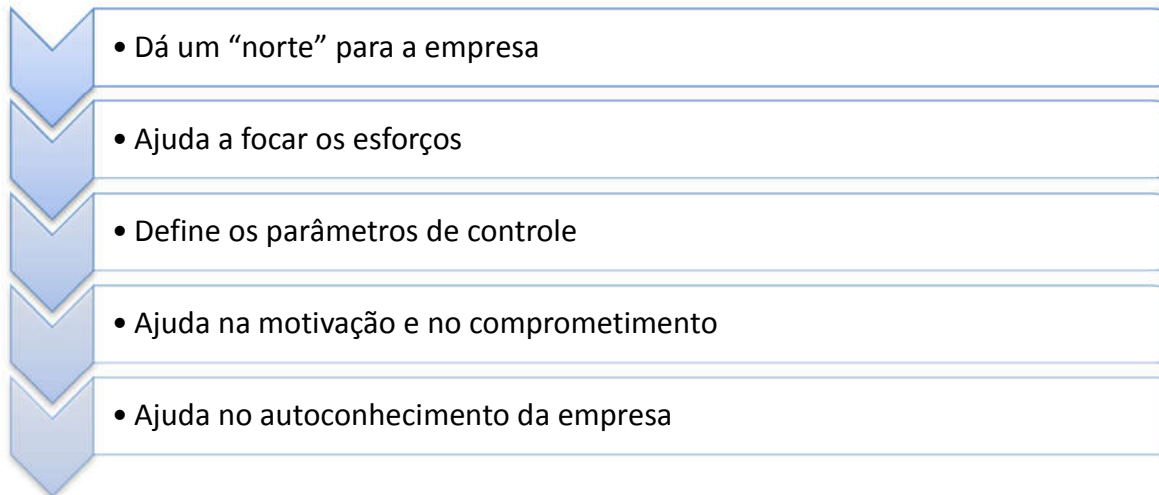 • Dá um “norte” para a empresa
• Ajuda a focar os esforços
• Define os parâmetros de controle
• Ajuda na motivação e no comprometimento
• Ajuda no autoconhecimento da empresa